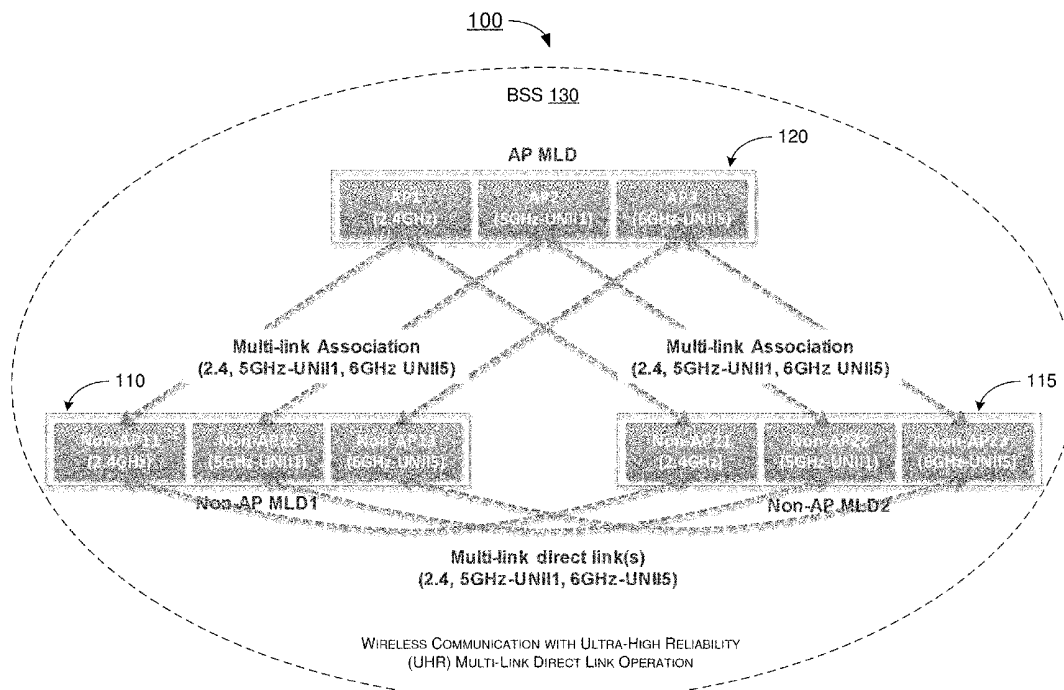 100
BSS 130
120
AP MLD
AP1 AP2 AP3
(2.4GHz) (5GHz-UNII1) (6GHz-UNII5)
Multi-link Association
(2.4, 5GHz-UNII1, 6GHz UNII5)
Multi-link Association
(2.4, 5GHz-UNII1, 6GHz UNII5)
110
115
Non-AP11 Non-AP12 Non-AP13
(2.4GHz) (5GHz-UNII1) (6GHz-UNII5)
Non-AP21 Non-AP22
(2.4GHz) (5GHz-UNII1) (6GHz-UNII5)
Non-AP MLD1
Non-AP MLD2
Multi-link direct link(s)
(2.4, 5GHz-UNII1, 6GHz-UNII5)
WIRELESS COMMUNICATION WITH ULTRA-HIGH RELIABILITY
(UHR) MULTI-LINK DIRECT LINK OPERATION